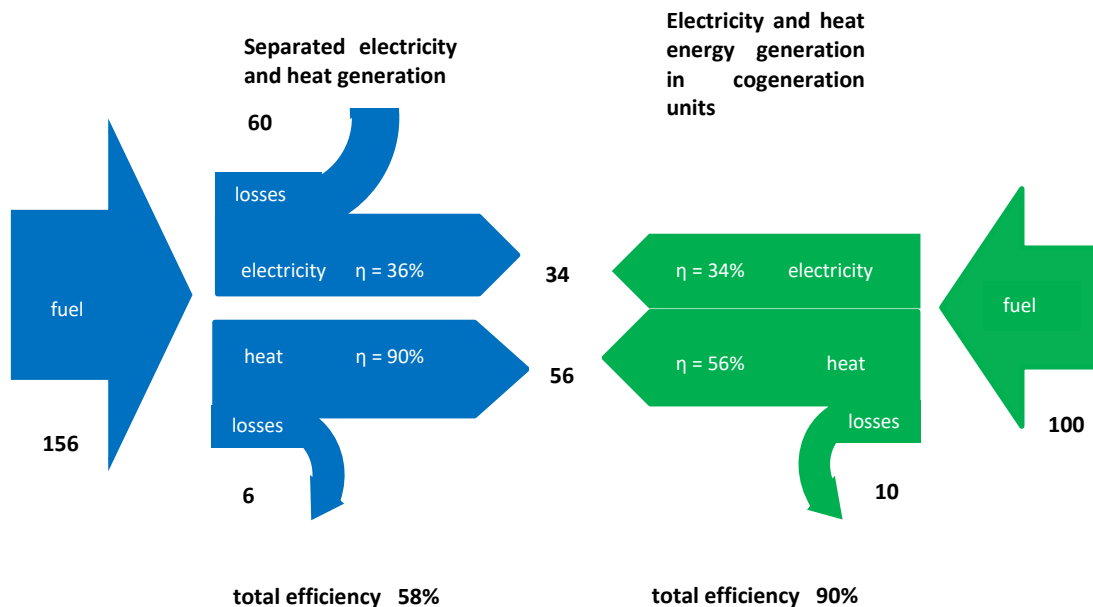 Separated electricity
and heat generation
60
losses
electricity η = 36%
fuel
heat η = 90%
losses
156
6
total efficiency 58%
34
56
Electricity and heat
energy generation
in cogeneration
units
η = 34% electricity
fuel
η = 56% heat
losses
100
10
total efficiency 90%